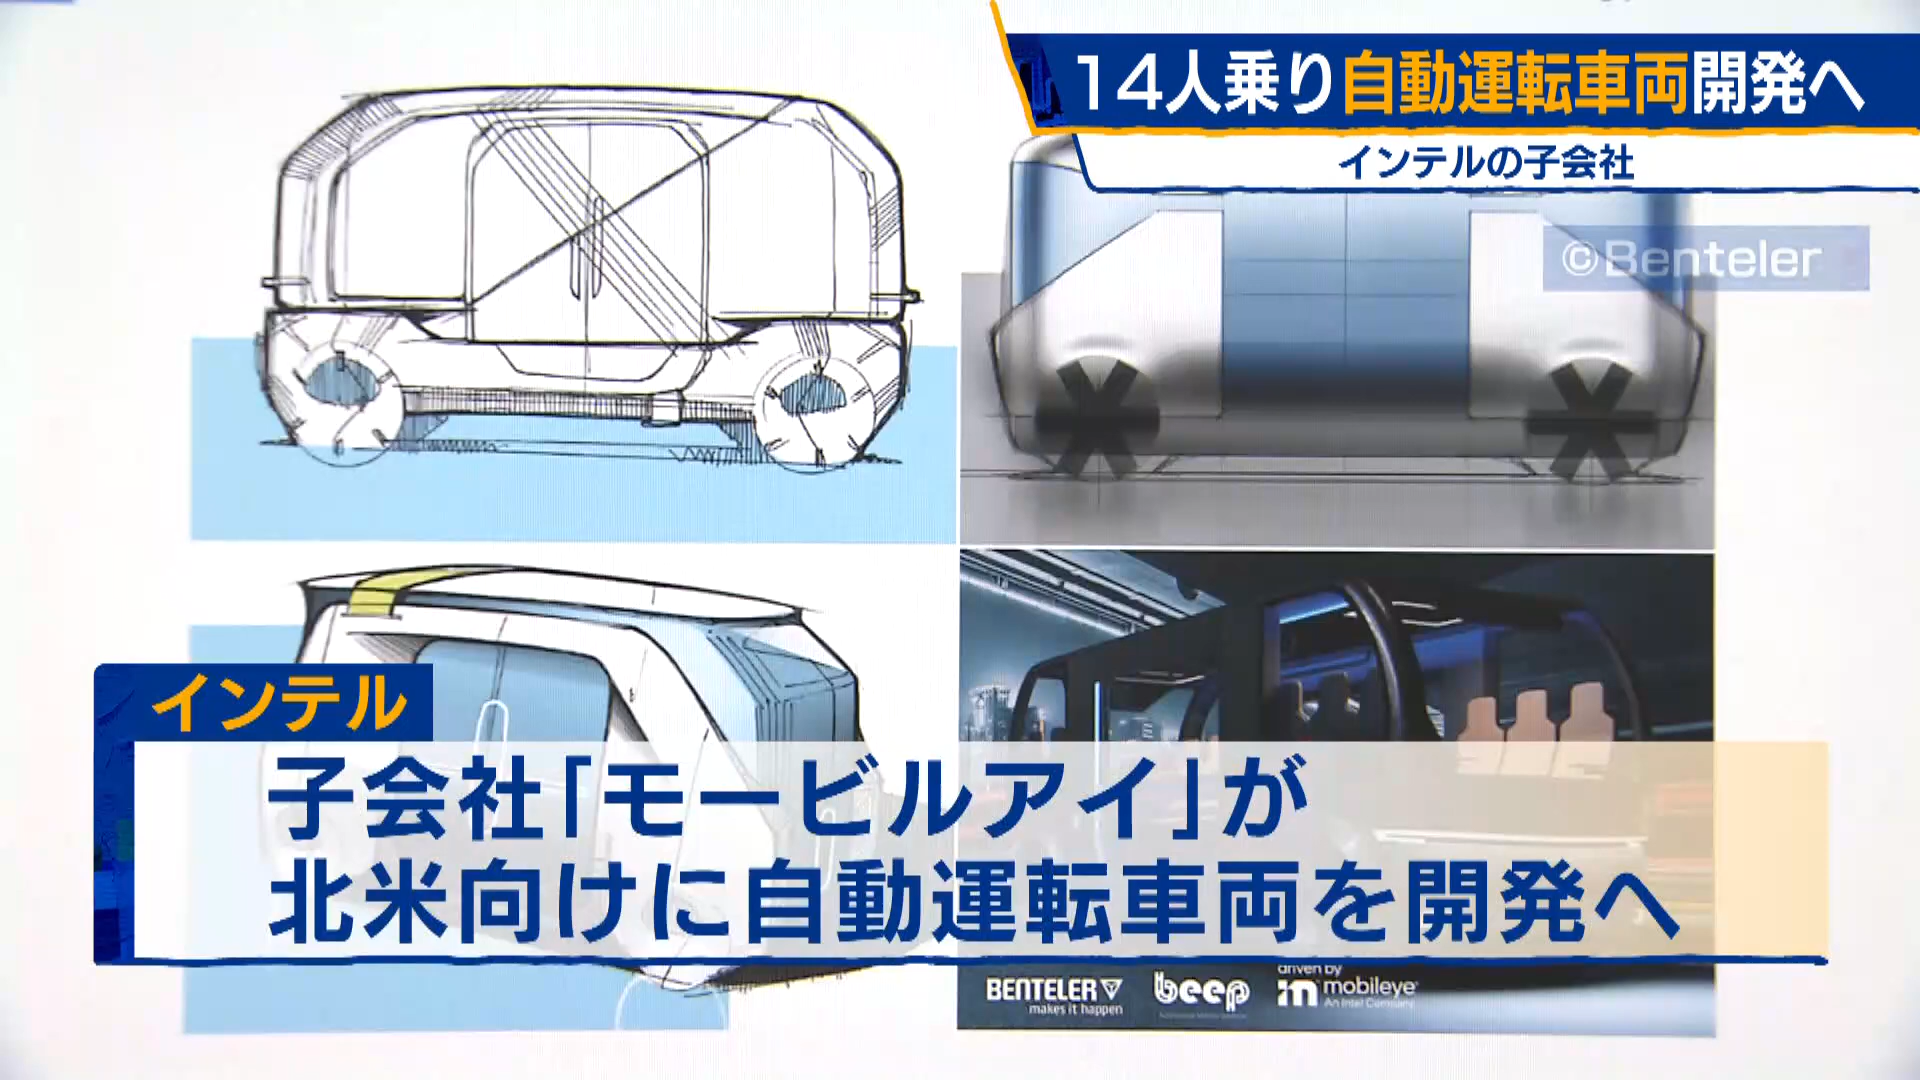 14人乗り自動運転車両開発へ
インテルの子会社
©Benteler
インテル
子会社｢モービルアイ｣が
北米向けに自動運転車両を開発へ
BENTELER
makes it happen
beep
driven by
mobileye
An Intel Company